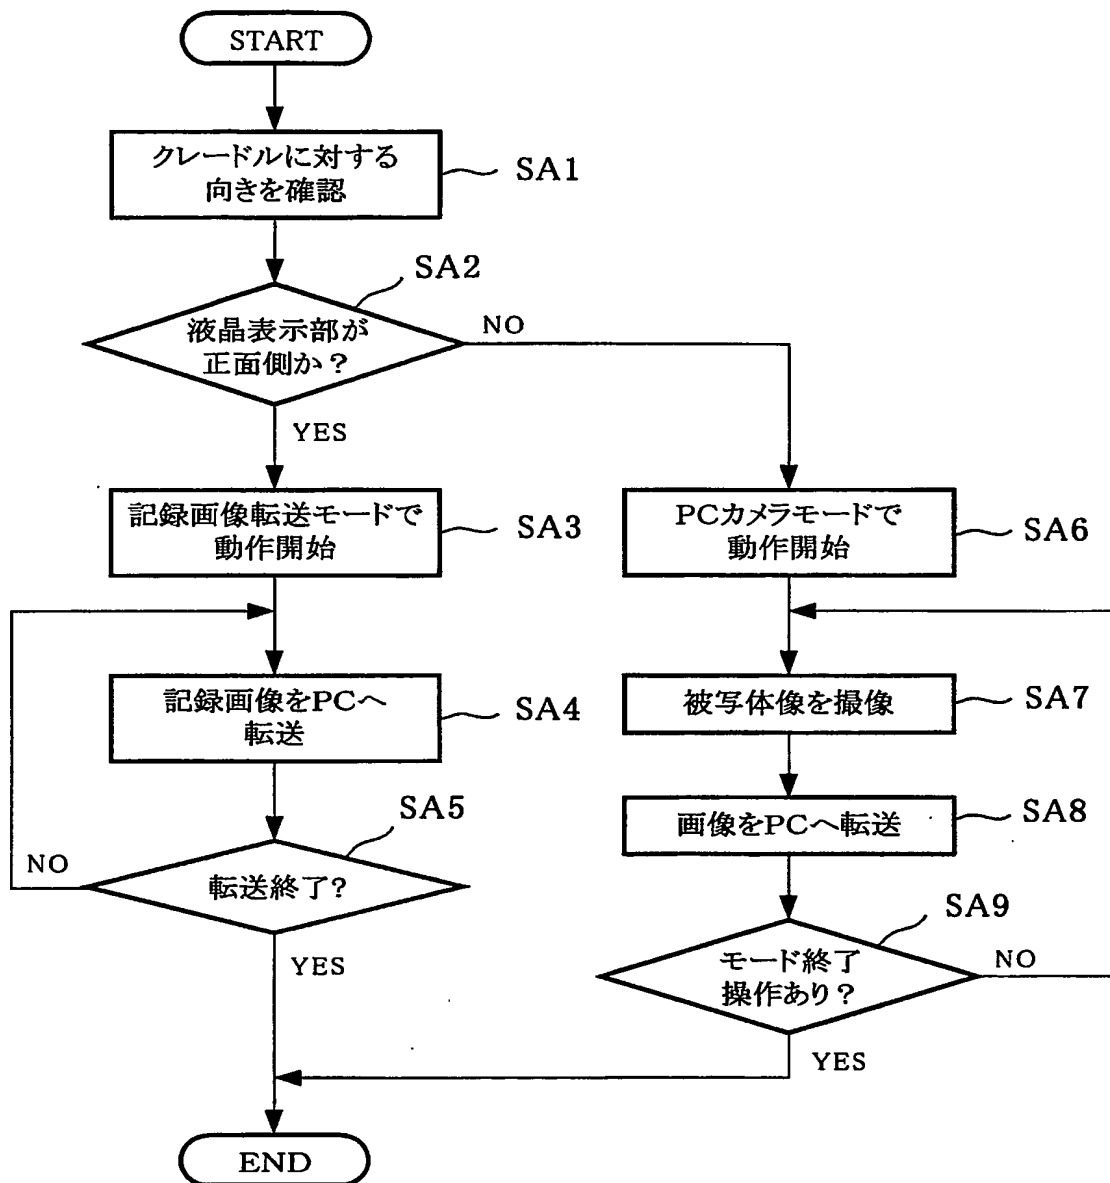 START
クレードルに対する
向きを確認
SA1
SA2
液晶表示部が
正面側か？
NO
YES
記録画像転送モードで
動作開始
SA3
PCカメラモードで
動作開始
SA6
記録画像をPCへ
転送
SA4
被写体像を撮像
SA7
SA5
画像をPCへ転送
SA8
NO
転送終了?
YES
SA9
モード終了
操作あり？
NO
YES
END